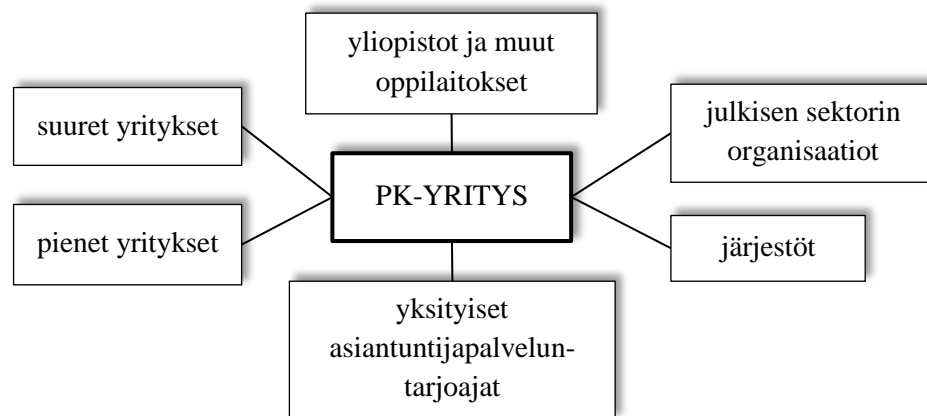 yliopistot ja muut
oppilaitokset
suuret yritykset
julkisen sektorin
organisaatiot
PK-YRITYS
pienet yritykset
järjestöt
yksityiset
asiantuntijapalvelun-
tarjoajat